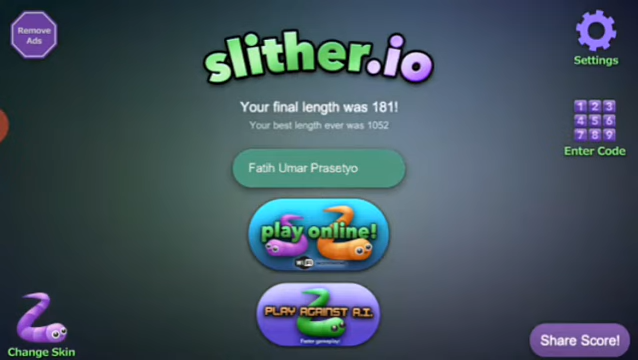 Remove
Ads
slither.io
Settings
Your final length was 181!
Your best length ever was 1052
1 2 3
4 5 6
7 8 9
Enter Code
Fatih Umar Prasetyo
play online!
PLAY AGAINST A.I.
Faster gameplay!
Change Skin
Share Score!